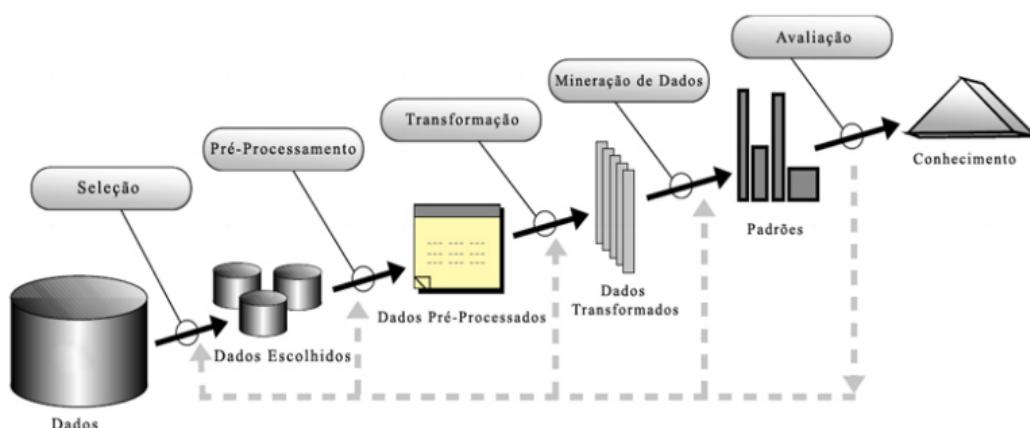 Avaliação
Mineração de Dados
Transformação
Pré-Processamento
Seleção
Conhecimento
Padrões
Dados
Transformados
Dados Pré-Processados
Dados Escolhidos
Dados